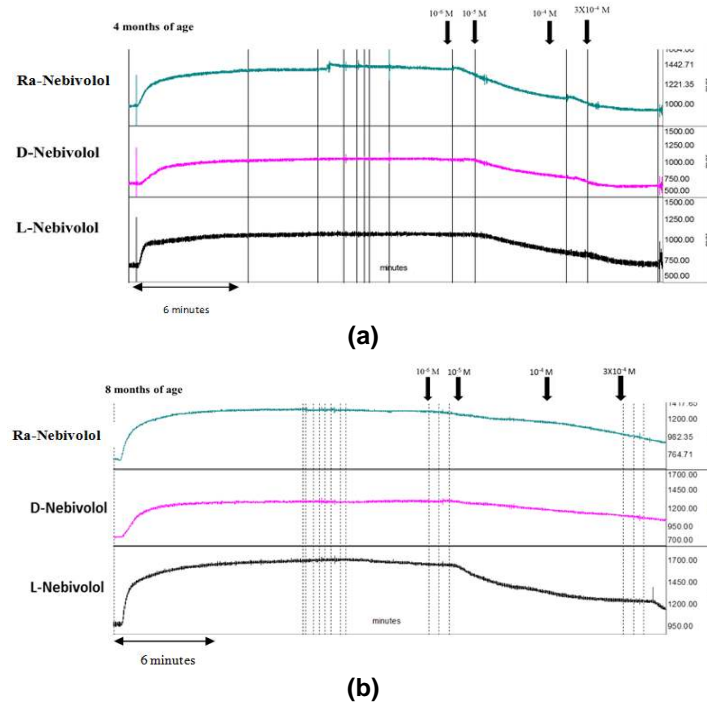 4 months of age
10⁻⁶ M 10⁻⁵ M 10⁻⁴ M 3X10⁻⁴ M
Ra-Nebivolol
1442.71
1221.35
1000.00
D-Nebivolol
1500.00
1250.00
1000.00
750.00
500.00
L-Nebivolol
1500.00
1250.00
1000.00
750.00
500.00
minutes
6 minutes
(a)
8 months of age
10⁻⁶ M 10⁻⁵ M 10⁻⁴ M 3X10⁻⁴ M
Ra-Nebivolol
1417.60
1200.00
982.35
764.71
D-Nebivolol
1700.00
1450.00
1200.00
950.00
700.00
L-Nebivolol
1700.00
1450.00
1200.00
950.00
minutes
6 minutes
(b)